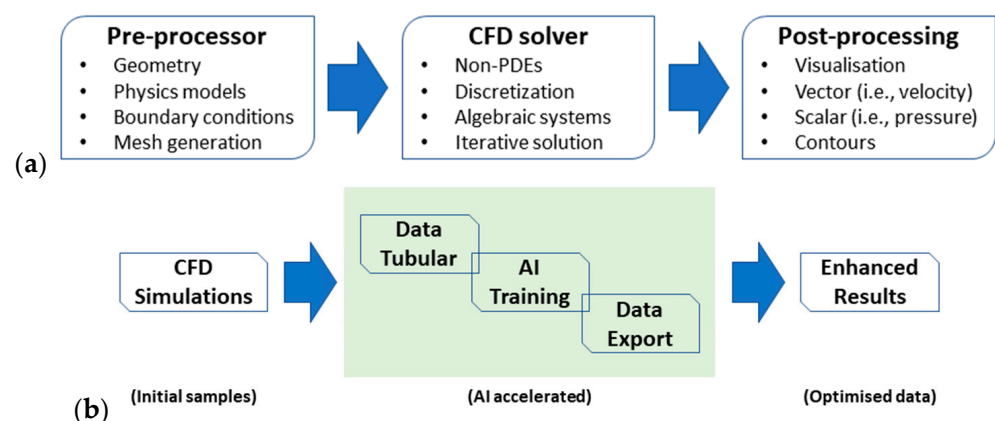 Pre-processor
• Geometry
• Physics models
• Boundary conditions
• Mesh generation
CFD solver
• Non-PDEs
• Discretization
• Algebraic systems
• Iterative solution
Post-processing
• Visualisation
• Vector (i.e., velocity)
• Scalar (i.e., pressure)
• Contours
(a)
CFD
Simulations
Data
Tubular
AI
Training
Data
Export
Enhanced
Results
(b)
(Initial samples)
(AI accelerated)
(Optimised data)